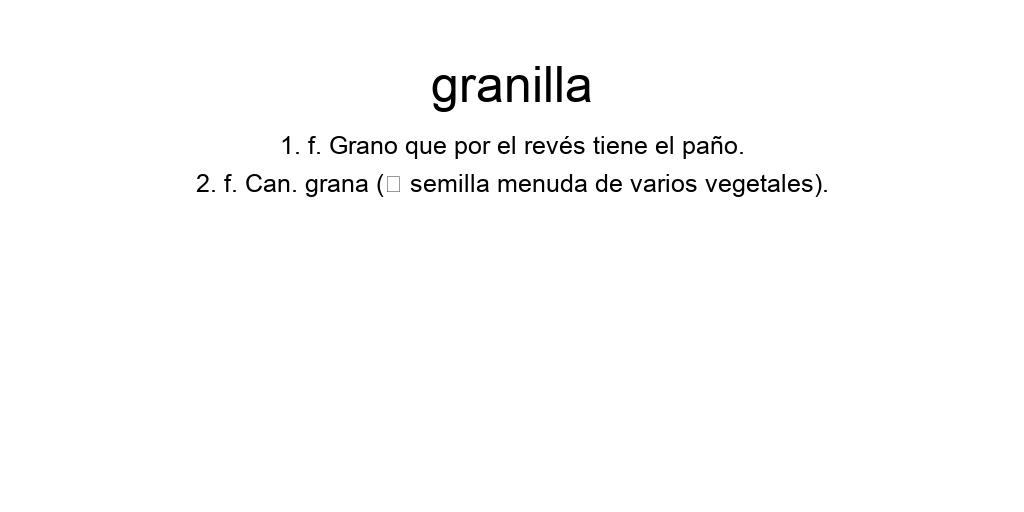 granilla
1. f. Grano que por el revés tiene el paño.
2. f. Can. grana (▯ semilla menuda de varios vegetales).